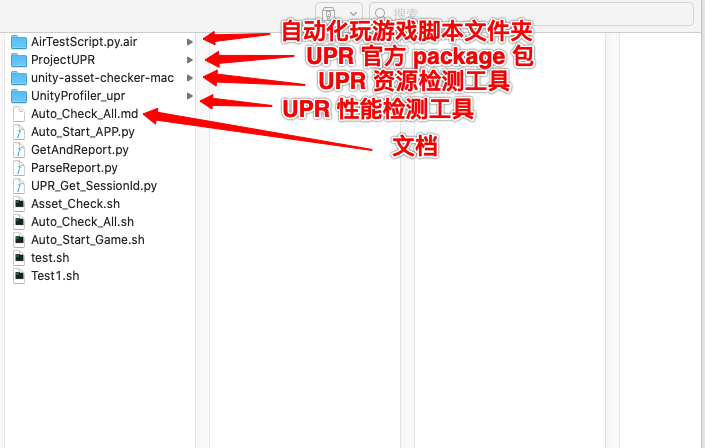 搜索
AirTestScript.py.air
自动化玩游戏脚本文件夹
ProjectUPR
UPR 官方 package 包
unity-asset-checker-mac
UPR 资源检测工具
UnityProfiler_upr
UPR 性能检测工具
Auto_Check_All.md
文档
Auto_Start_APP.py
GetAndReport.py
ParseReport.py
UPR_Get_SessionId.py
Asset_Check.sh
Auto_Check_All.sh
Auto_Start_Game.sh
test.sh
Test1.sh